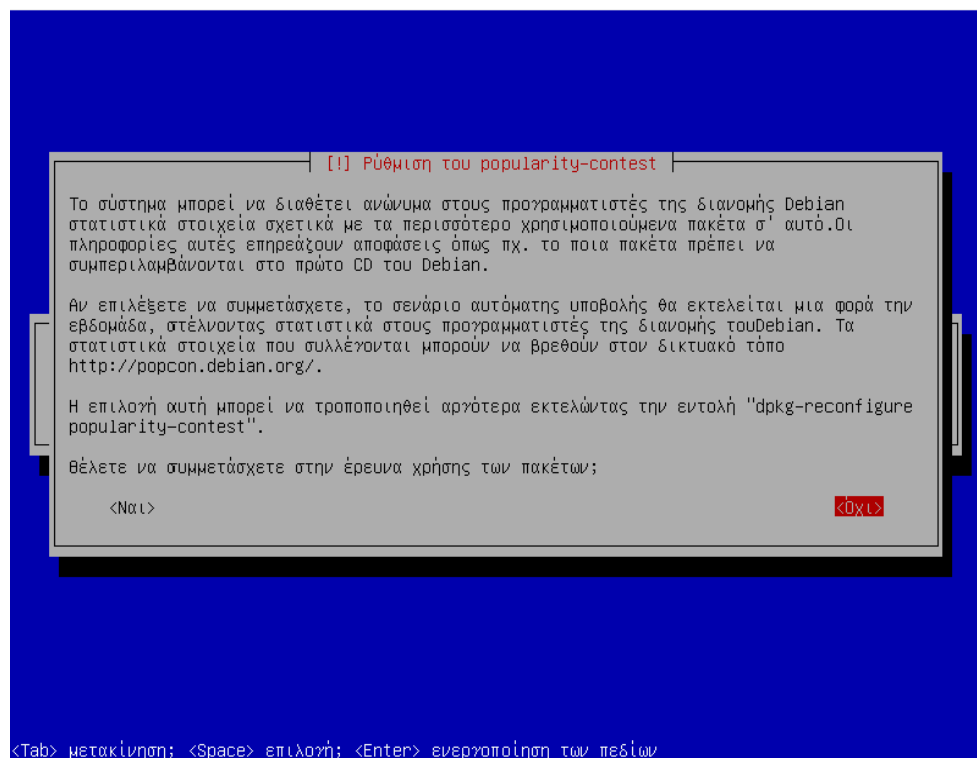 [!] Ρύθμιση του popularity-contest
Το σύστημα μπορεί να διαθέτει ανώνυμα στους προγραμματιστές της διανομής Debian
στατιστικά στοιχεία σχετικά με τα περισσότερο χρησιμοποιούμενα πακέτα σ' αυτό.Οι
πληροφορίες αυτές επηρεάζουν αποφάσεις όπως πχ. το ποια πακέτα πρέπει να
συμπεριλαμβάνονται στο πρώτο CD του Debian.
Αν επιλέξετε να συμμετάσχετε, το σενάριο αυτόματης υποβολής θα εκτελείται μια φορά την
εβδομάδα, στέλνοντας στατιστικά στους προγραμματιστές της διανομής τουDebian. Τα
στατιστικά στοιχεία που συλλέγονται μπορούν να βρεθούν στον δικτυακό τόπο
http://popcon.debian.org/.
Η επιλογή αυτή μπορεί να τροποποιηθεί αργότερα εκτελώντας την εντολή "dpkg-reconfigure
popularity-contest".
Θέλετε να συμμετάσχετε στην έρευνα χρήσης των πακέτων;
<Ναι> <Όχι>
<Tab> μετακίνηση; <Space> επιλογή; <Enter> ενεργοποίηση των πεδίων